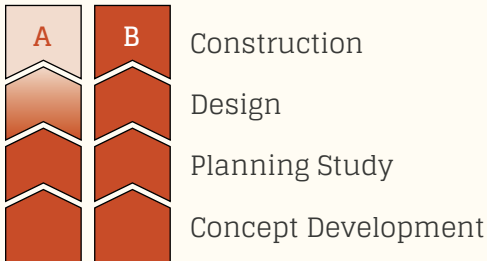 A B Construction
Design
Planning Study
Concept Development